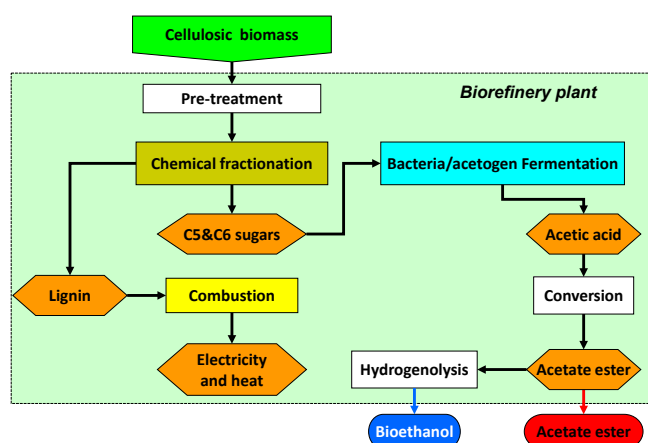 Cellulosic biomass
Biorefinery plant
Pre-treatment
Chemical fractionation
Bacteria/acetogen Fermentation
C5&C6 sugars
Acetic acid
Lignin
Combustion
Conversion
Electricity
and heat
Hydrogenolysis
Acetate ester
Bioethanol
Acetate ester